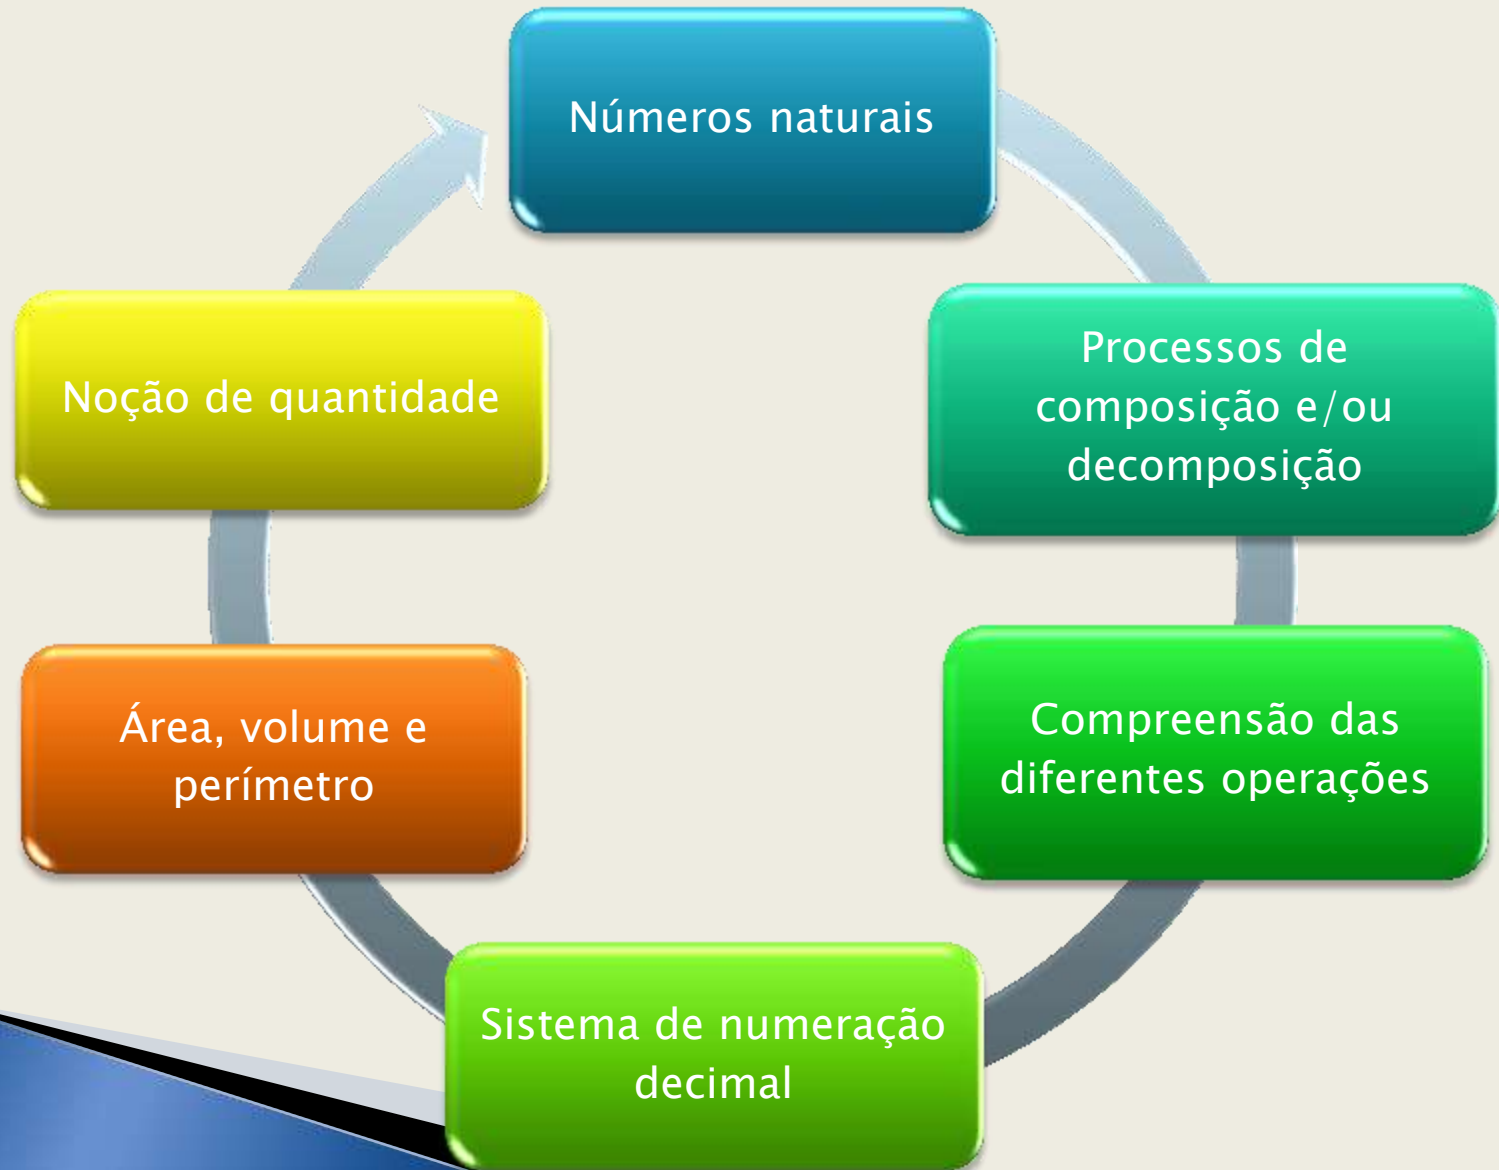 Números naturais
Processos de
composição e/ou
decomposição
Compreensão das
diferentes operações
Sistema de numeração
decimal
Área, volume e
perímetro
Noção de quantidade